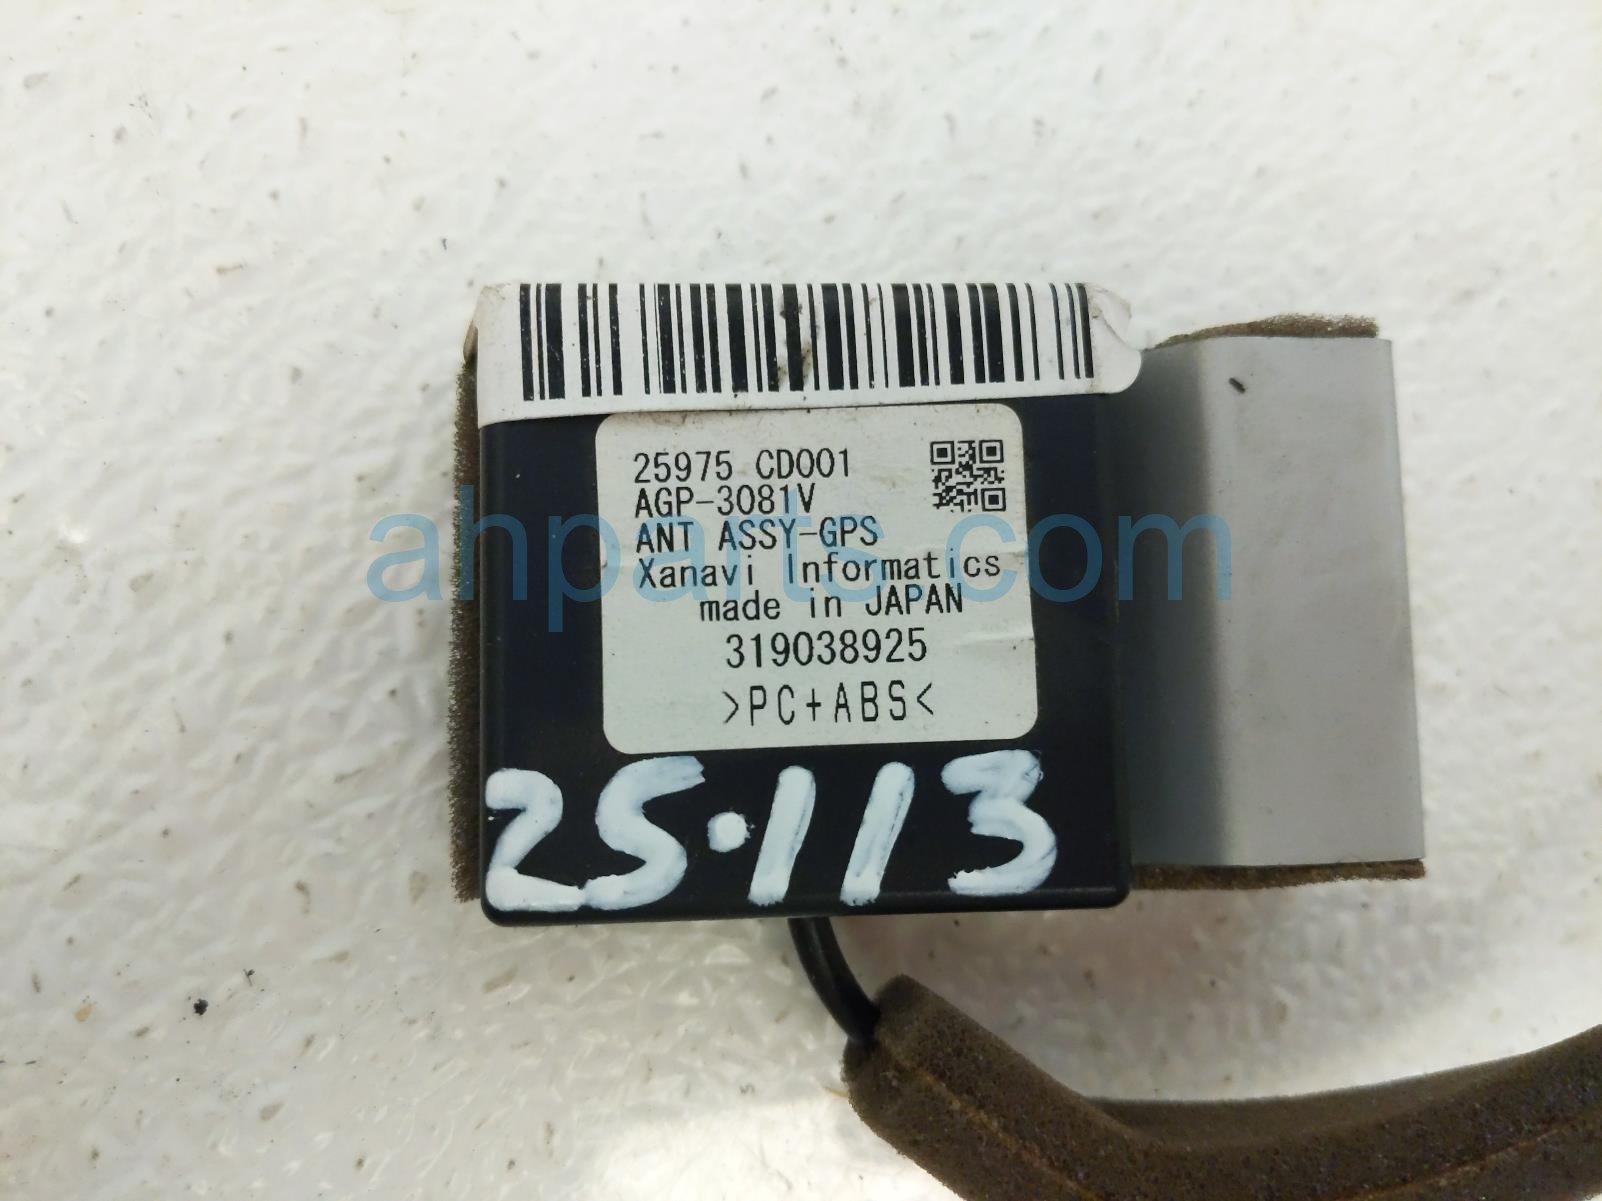 25975 CD001
AGP-3081V
ANT ASSY-GPS
Xanavi Informatics
made in JAPAN
319038925
>PC+ABS<
25·113
ahparts.com